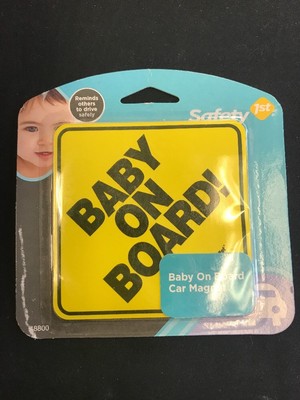 Reminds
others
to drive
safely
Safety 1st
BABY
ON
BOARD!
Baby On Board
Car Magnet